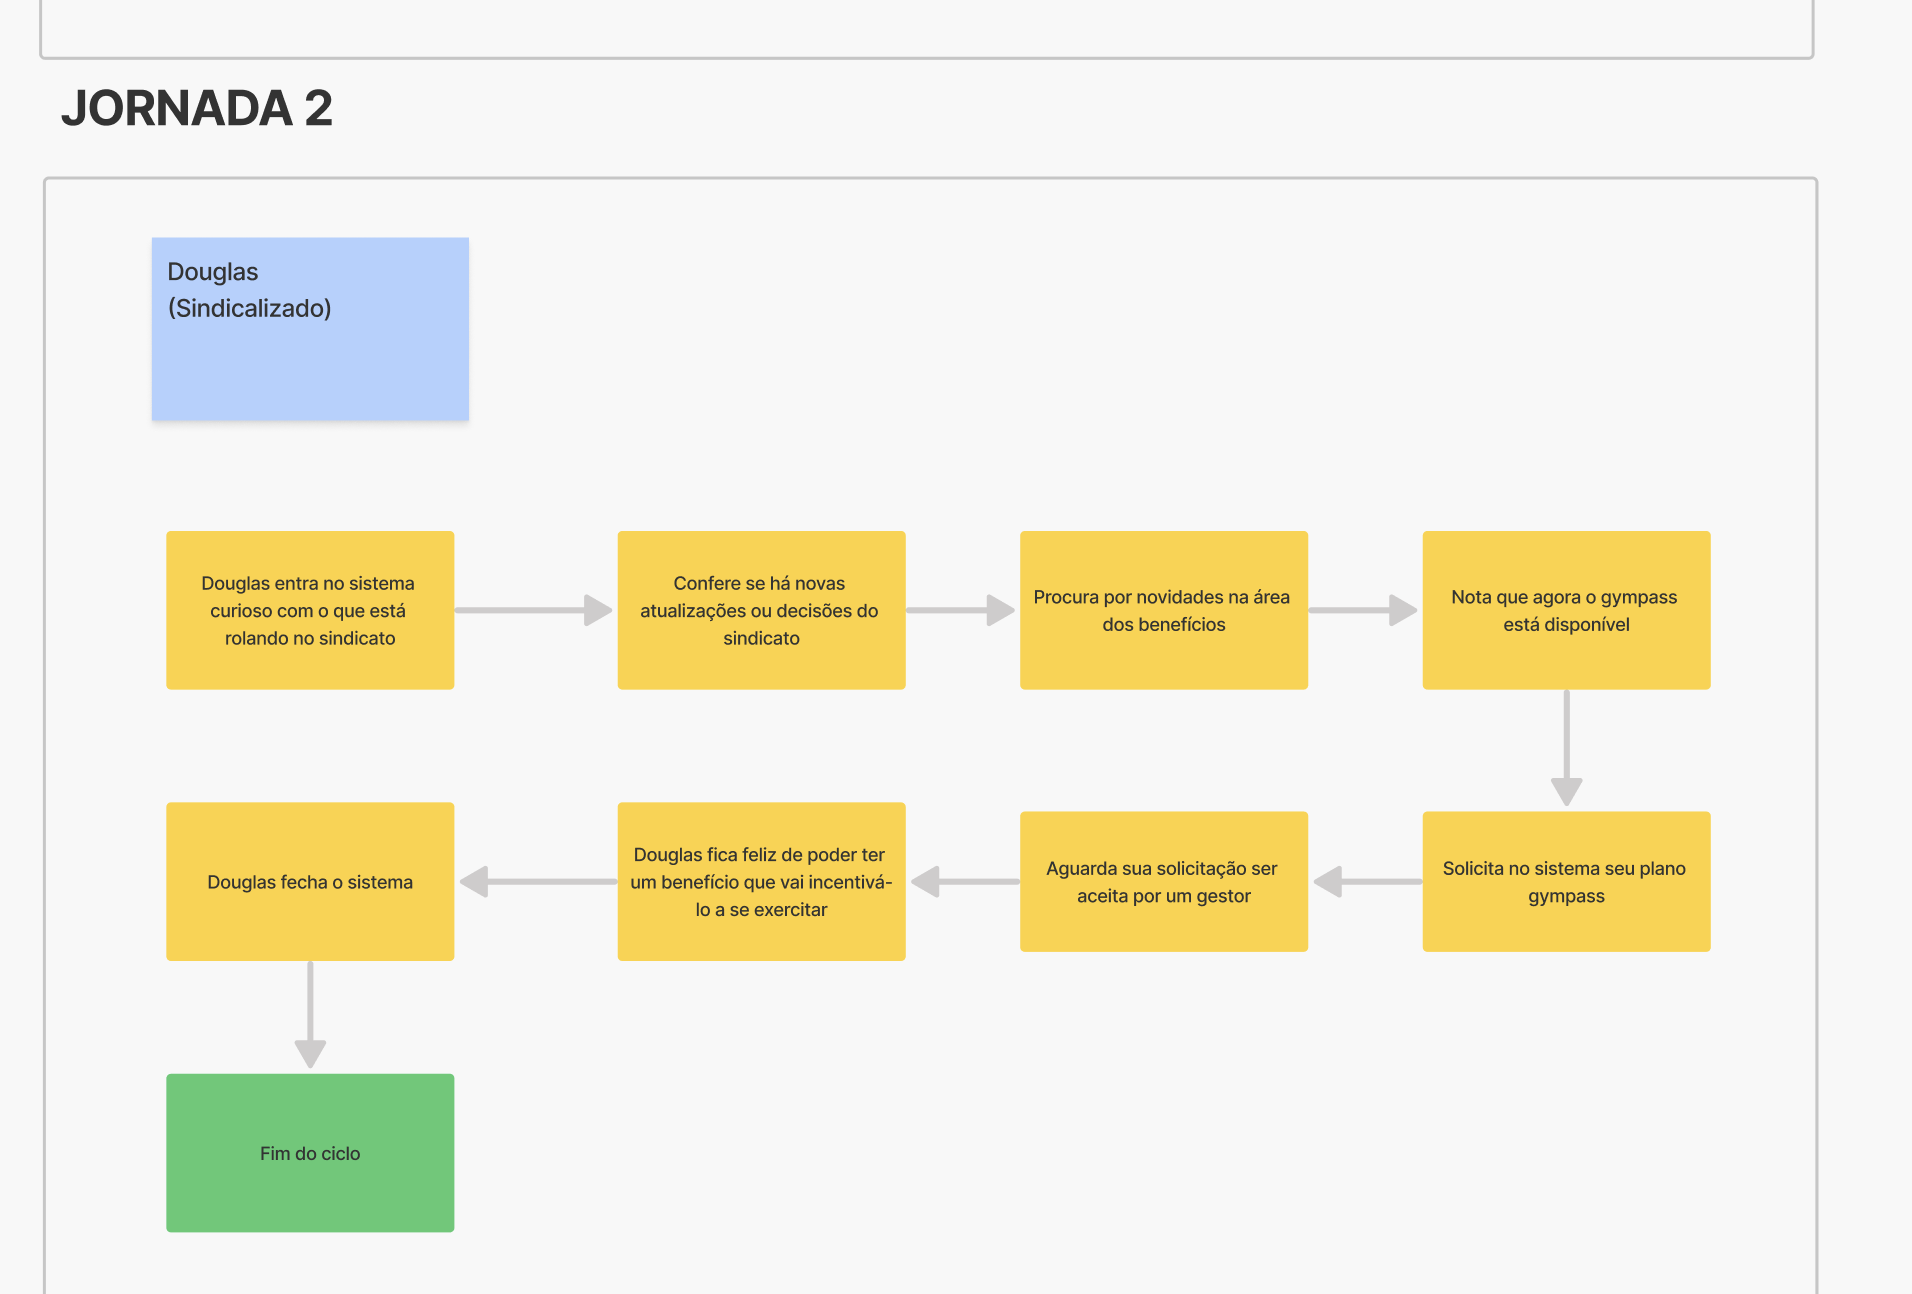 JORNADA 2
Douglas
(Sindicalizado)
Douglas entra no sistema
curioso com o que está
rolando no sindicato
Confere se há novas
atualizações ou decisões do
sindicato
Procura por novidades na área
dos benefícios
Nota que agora o gympass
está disponível
Solicita no sistema seu plano
gympass
Aguarda sua solicitação ser
aceita por um gestor
Douglas fica feliz de poder ter
um benefício que vai incentivá-
lo a se exercitar
Douglas fecha o sistema
Fim do ciclo